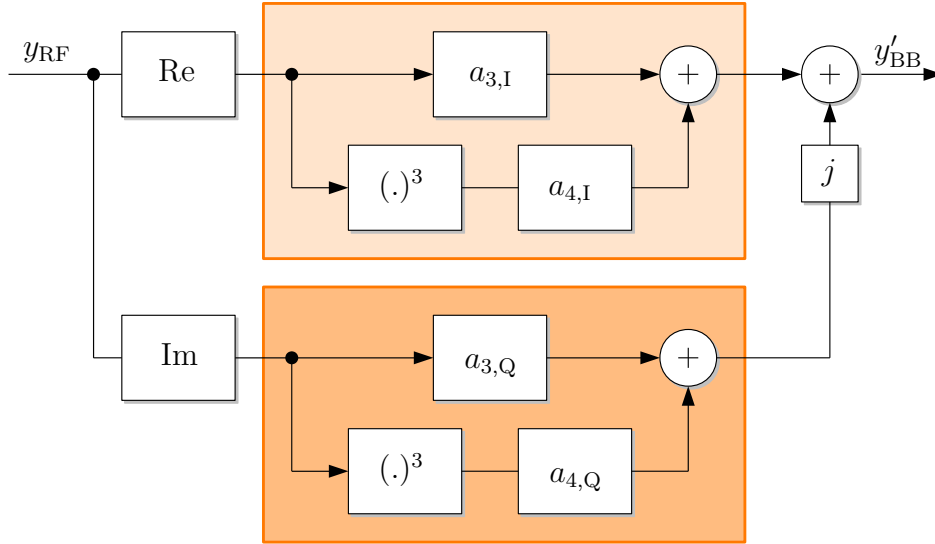 y_RF
Re
a_3,I
+
+
y′_BB
(.)^3
a_4,I
j
Im
a_3,Q
+
(.)^3
a_4,Q